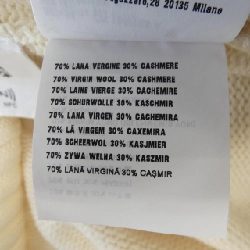 20135 Milano
70% LANA VERGINE 30% CASHMERE
70% VIRGIN WOOL 30% CASHMERE
70% LAINE VIERGE 30% CACHEMIRE
70% SCHURWOLLE 30% KASCHMIR
70% LANA VIRGEN 30% CACHEMIRA
70% LÃ VIRGEM 30% CAXEMIRA
70% SCHEERWOL 30% KASJMIER
70% ŻYWA WEŁNA 30% KASZMIR
70% LÂNĂ VIRGINĂ 30% CAŞMIR